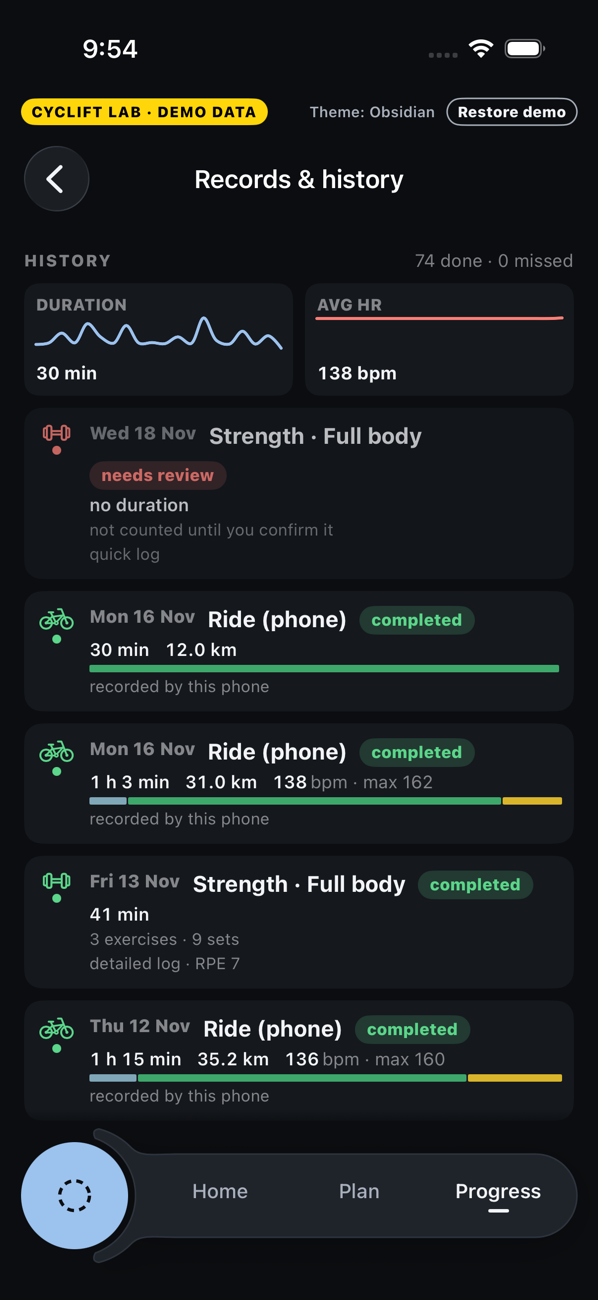 9:54
CYCLIFT LAB · DEMO DATA
Theme: Obsidian
Restore demo
Records & history
HISTORY
74 done · 0 missed
DURATION
30 min
AVG HR
138 bpm
Wed 18 Nov Strength · Full body
needs review
no duration
not counted until you confirm it
quick log
Mon 16 Nov Ride (phone) completed
30 min 12.0 km
recorded by this phone
Mon 16 Nov Ride (phone) completed
1 h 3 min 31.0 km 138 bpm · max 162
recorded by this phone
Fri 13 Nov Strength · Full body completed
41 min
3 exercises · 9 sets
detailed log · RPE 7
Thu 12 Nov Ride (phone) completed
1 h 15 min 35.2 km 136 bpm · max 160
recorded by this phone
Home Plan Progress